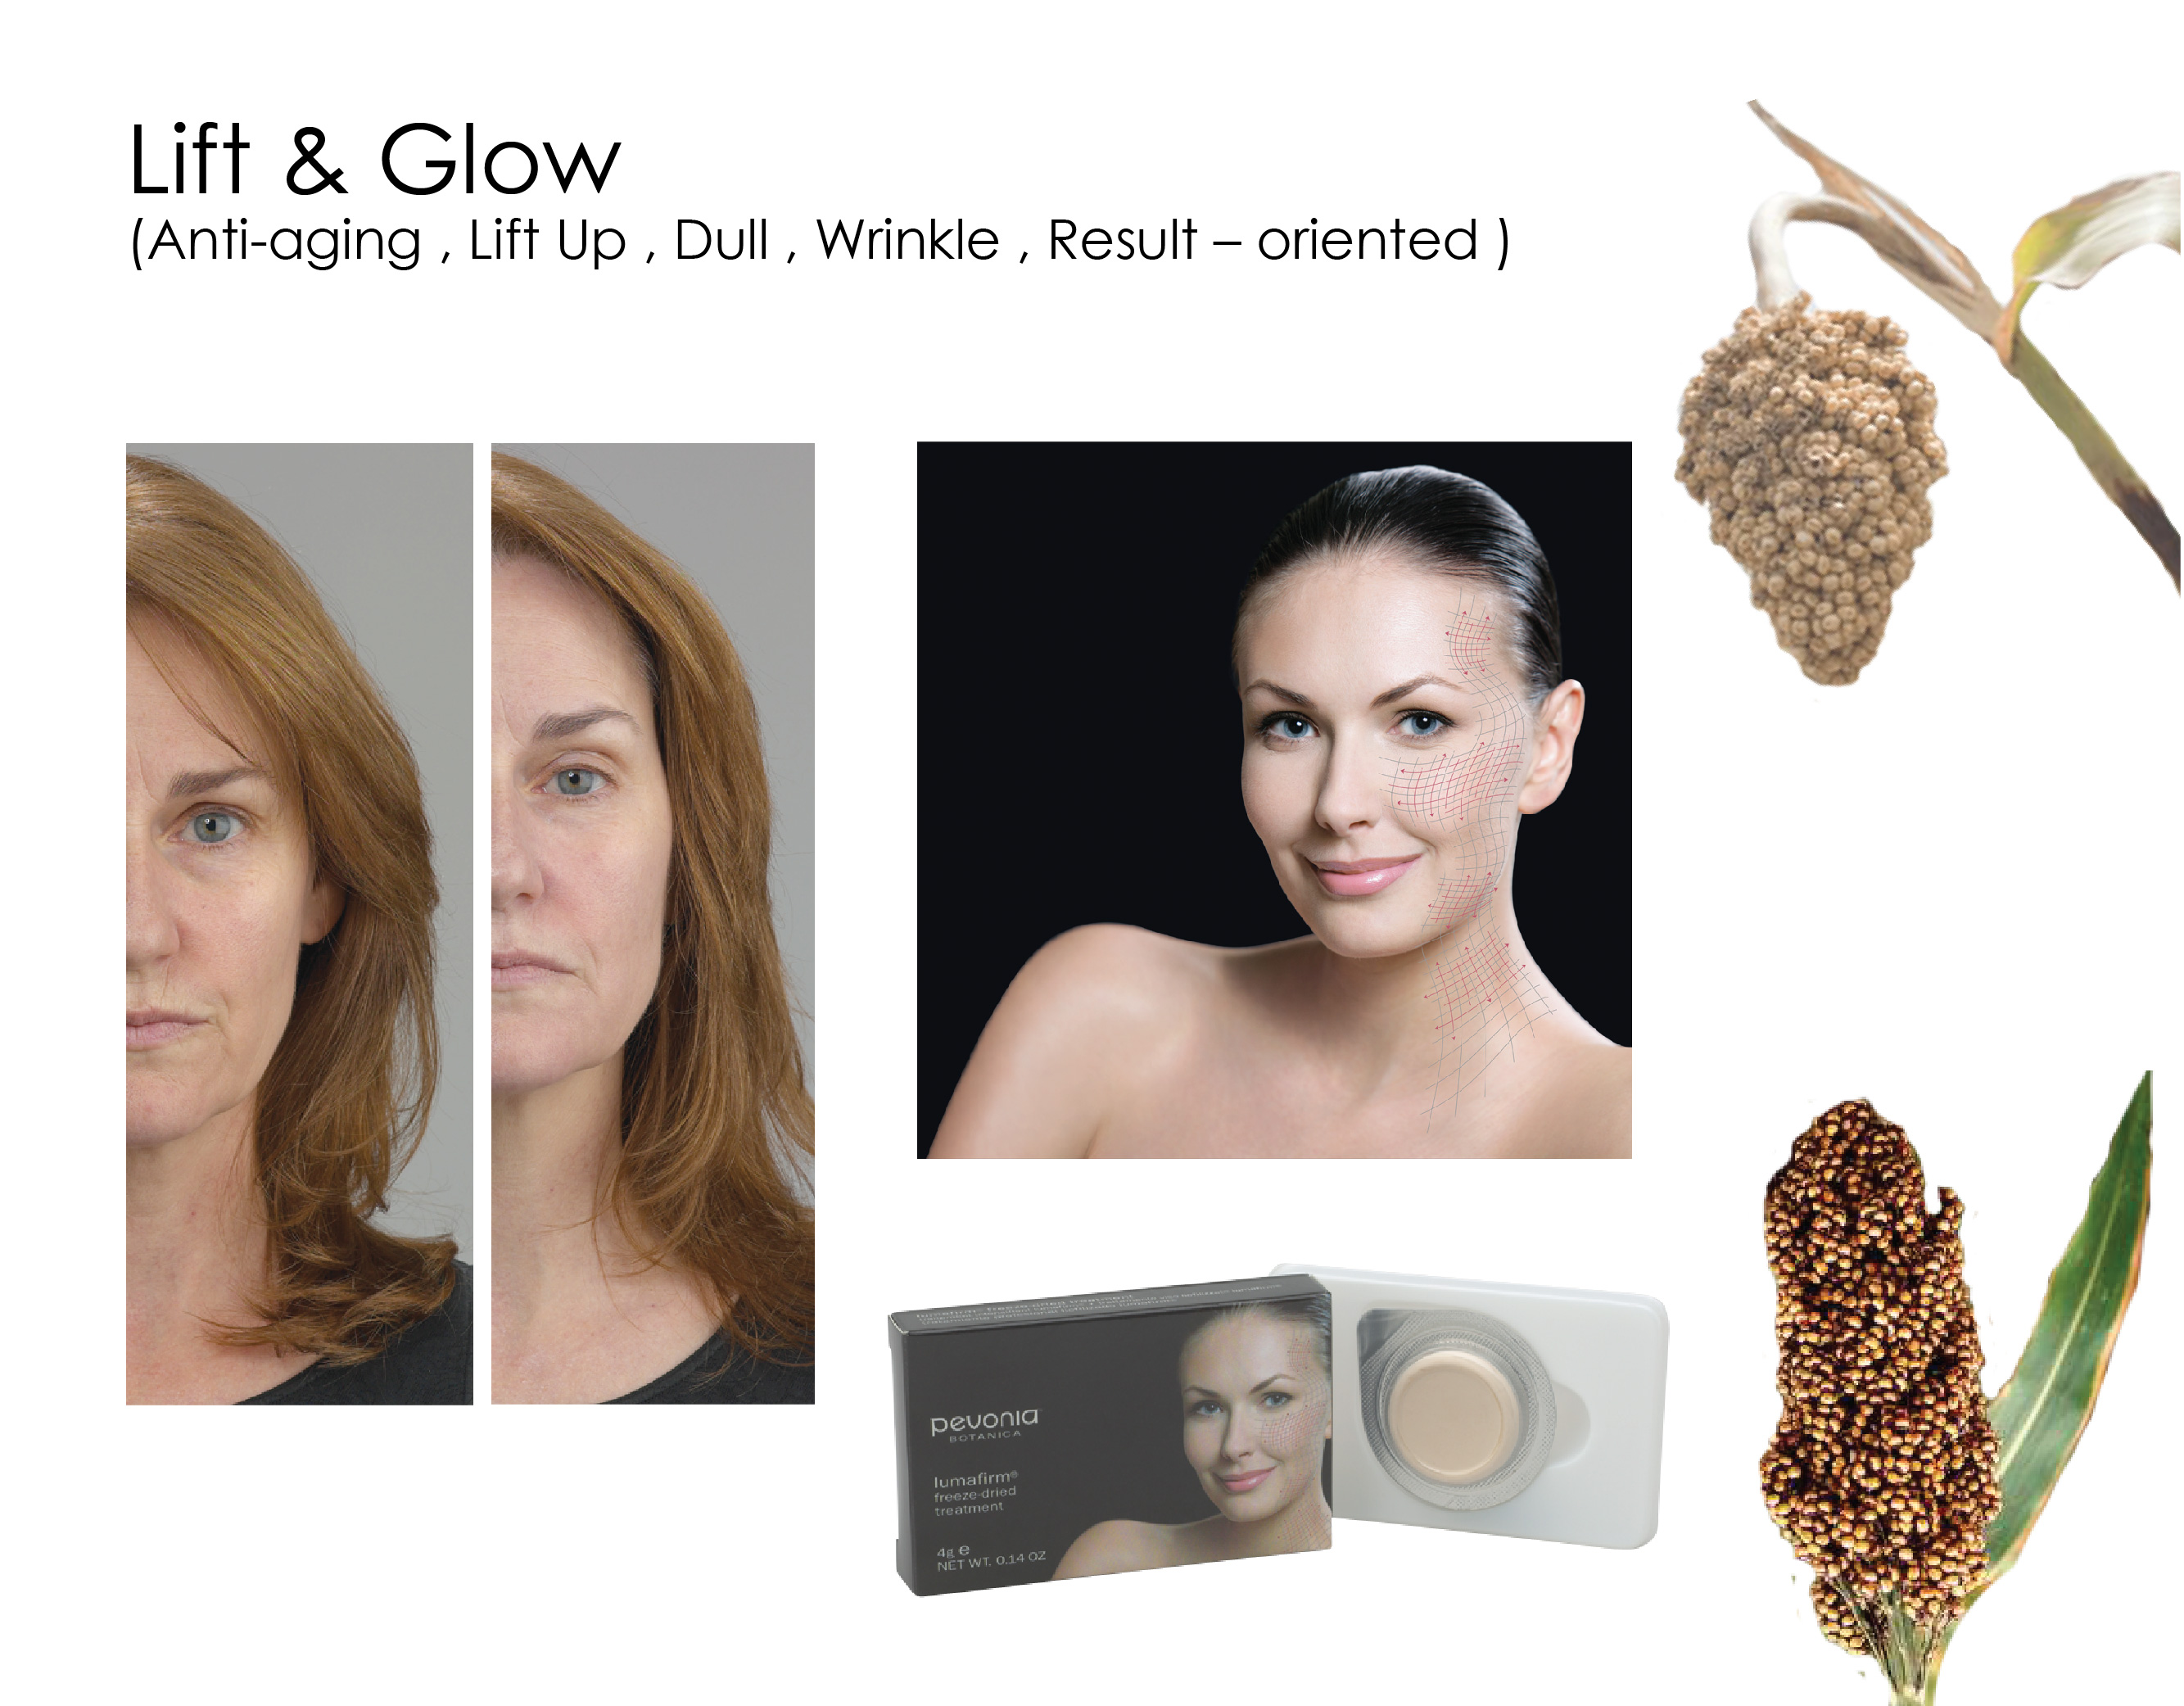 Lift & Glow
(Anti-aging , Lift Up , Dull , Wrinkle , Result – oriented )
pevonia
BOTANICA
lumafirm®
freeze-dried
treatment
4g e
NET WT. 0.14 OZ